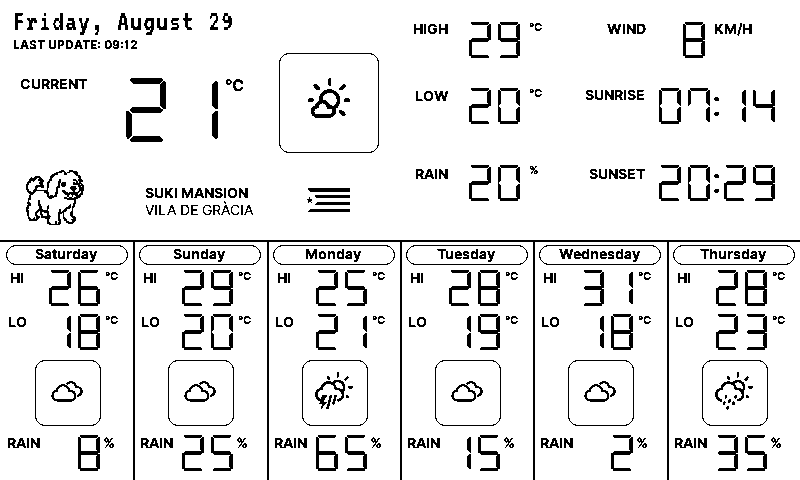 Friday, August 29
LAST UPDATE: 09:12
CURRENT 21 °C
SUKI MANSION
VILA DE GRÀCIA
HIGH 29 °C
LOW 20 °C
RAIN 20 %
WIND 8 KM/H
SUNRISE 07:14
SUNSET 20:29
Saturday
HI 26 °C
LO 18 °C
RAIN 8 %
Sunday
HI 29 °C
LO 20 °C
RAIN 25 %
Monday
HI 25 °C
LO 21 °C
RAIN 65 %
Tuesday
HI 28 °C
LO 19 °C
RAIN 15 %
Wednesday
HI 31 °C
LO 18 °C
RAIN 2 %
Thursday
HI 28 °C
LO 23 °C
RAIN 35 %